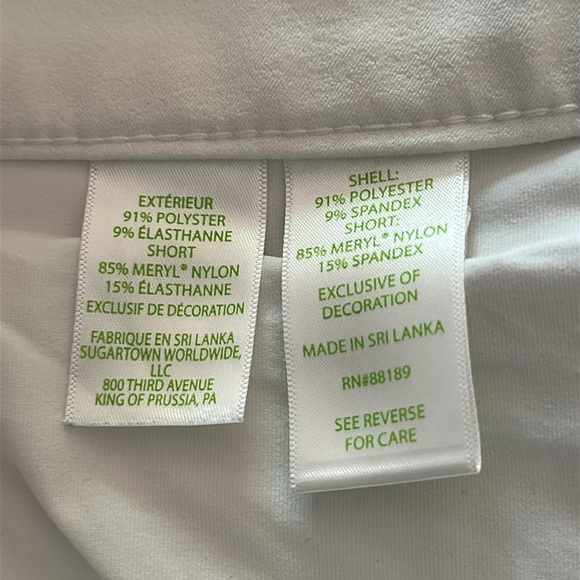 EXTÉRIEUR
91% POLYESTER
9% ÉLASTHANNE
SHORT
85% MERYL® NYLON
15% ÉLASTHANNE
EXCLUSIF DE DÉCORATION
FABRIQUE EN SRI LANKA
SUGARTOWN WORLDWIDE,
LLC
800 THIRD AVENUE
KING OF PRUSSIA, PA
SHELL:
91% POLYESTER
9% SPANDEX
SHORT:
85% MERYL® NYLON
15% SPANDEX
EXCLUSIVE OF
DECORATION
MADE IN SRI LANKA
RN#88189
SEE REVERSE
FOR CARE